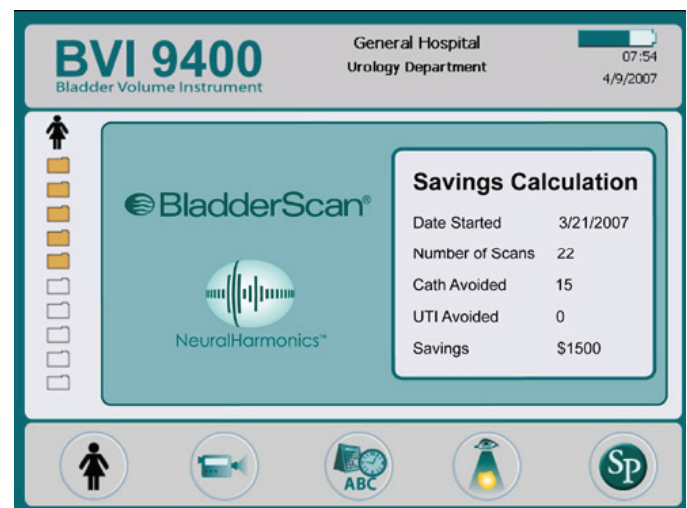 BVI 9400
Bladder Volume Instrument
General Hospital
Urology Department
07:54
4/9/2007
BladderScan®
NeuralHarmonics™
Savings Calculation
Date Started 3/21/2007
Number of Scans 22
Cath Avoided 15
UTI Avoided 0
Savings $1500
ABC
SP